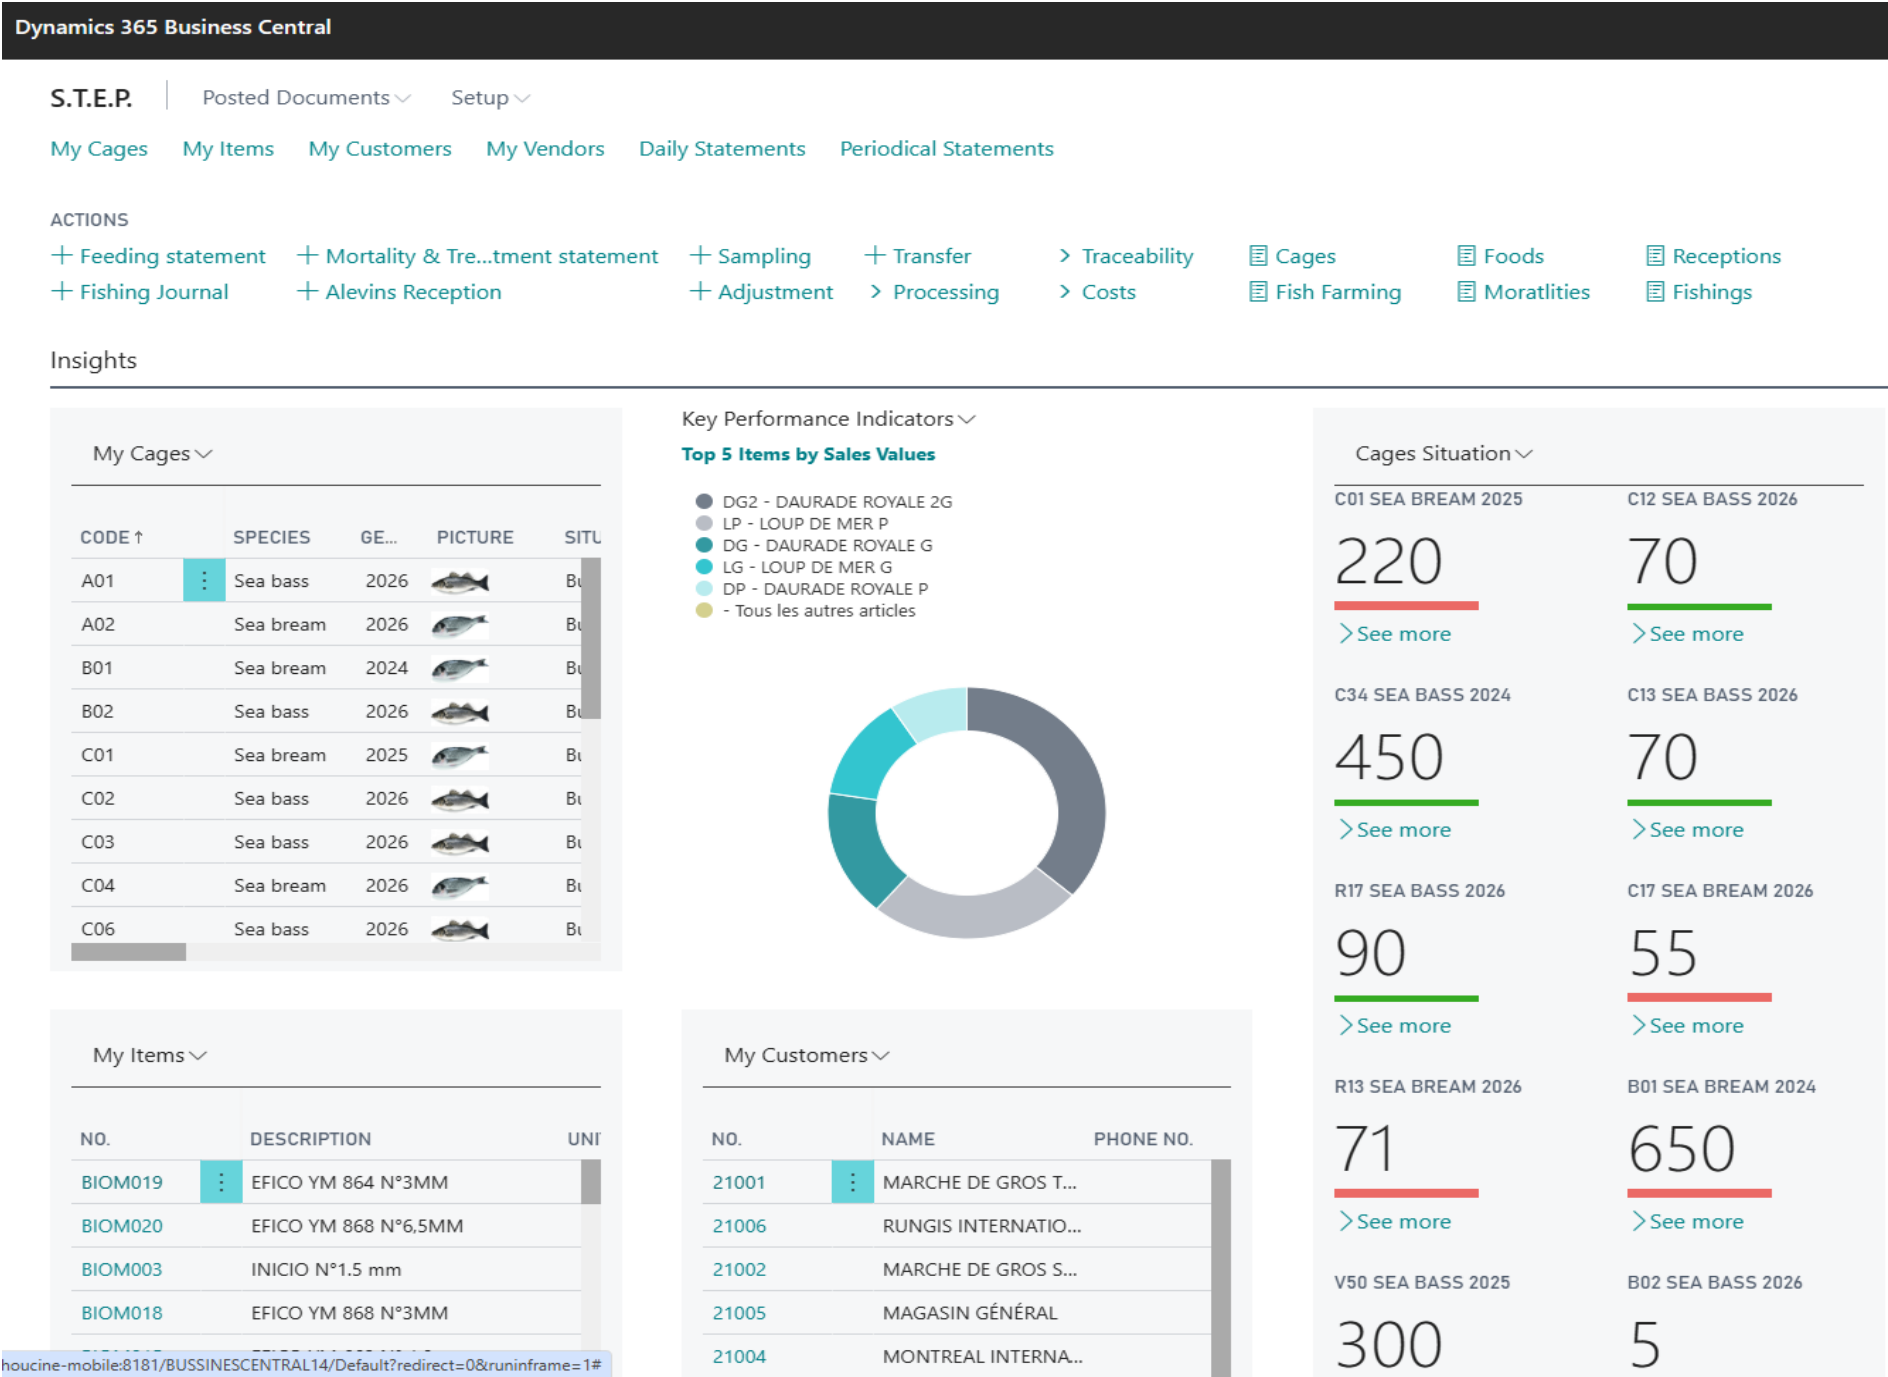 Dynamics 365 Business Central
S.T.E.P. Posted Documents Setup
My Cages My Items My Customers My Vendors Daily Statements Periodical Statements
ACTIONS
Feeding statement Mortality & Tre...tment statement Sampling Transfer Traceability Cages Foods Receptions
Fishing Journal Alevins Reception Adjustment Processing Costs Fish Farming Moratlities Fishings
Insights
My Cages
CODE ↑ SPECIES GE... PICTURE SITU
A01 Sea bass 2026 Bu
A02 Sea bream 2026 Bu
B01 Sea bream 2024 Bu
B02 Sea bass 2026 Bu
C01 Sea bream 2025 Bu
C02 Sea bass 2026 Bu
C03 Sea bass 2026 Bu
C04 Sea bream 2026 Bu
C06 Sea bass 2026 Bu
Key Performance Indicators
Top 5 Items by Sales Values
DG2 - DAURADE ROYALE 2G
LP - LOUP DE MER P
DG - DAURADE ROYALE G
LG - LOUP DE MER G
DP - DAURADE ROYALE P
- Tous les autres articles
Cages Situation
C01 SEA BREAM 2025 C12 SEA BASS 2026
220 70
See more See more
C34 SEA BASS 2024 C13 SEA BASS 2026
450 70
See more See more
R17 SEA BASS 2026 C17 SEA BREAM 2026
90 55
See more See more
R13 SEA BREAM 2026 B01 SEA BREAM 2024
71 650
See more See more
V50 SEA BASS 2025 B02 SEA BASS 2026
300 5
My Items
NO. DESCRIPTION UNI
BIOM019 EFICO YM 864 N°3MM
BIOM020 EFICO YM 868 N°6,5MM
BIOM003 INICIO N°1.5 mm
BIOM018 EFICO YM 868 N°3MM
My Customers
NO. NAME PHONE NO.
21001 MARCHE DE GROS T...
21006 RUNGIS INTERNATIO...
21002 MARCHE DE GROS S...
21005 MAGASIN GÉNÉRAL
21004 MONTREAL INTERNA...
houcine-mobile:8181/BUSSINESCENTRAL14/Default?redirect=0&runinframe=1#